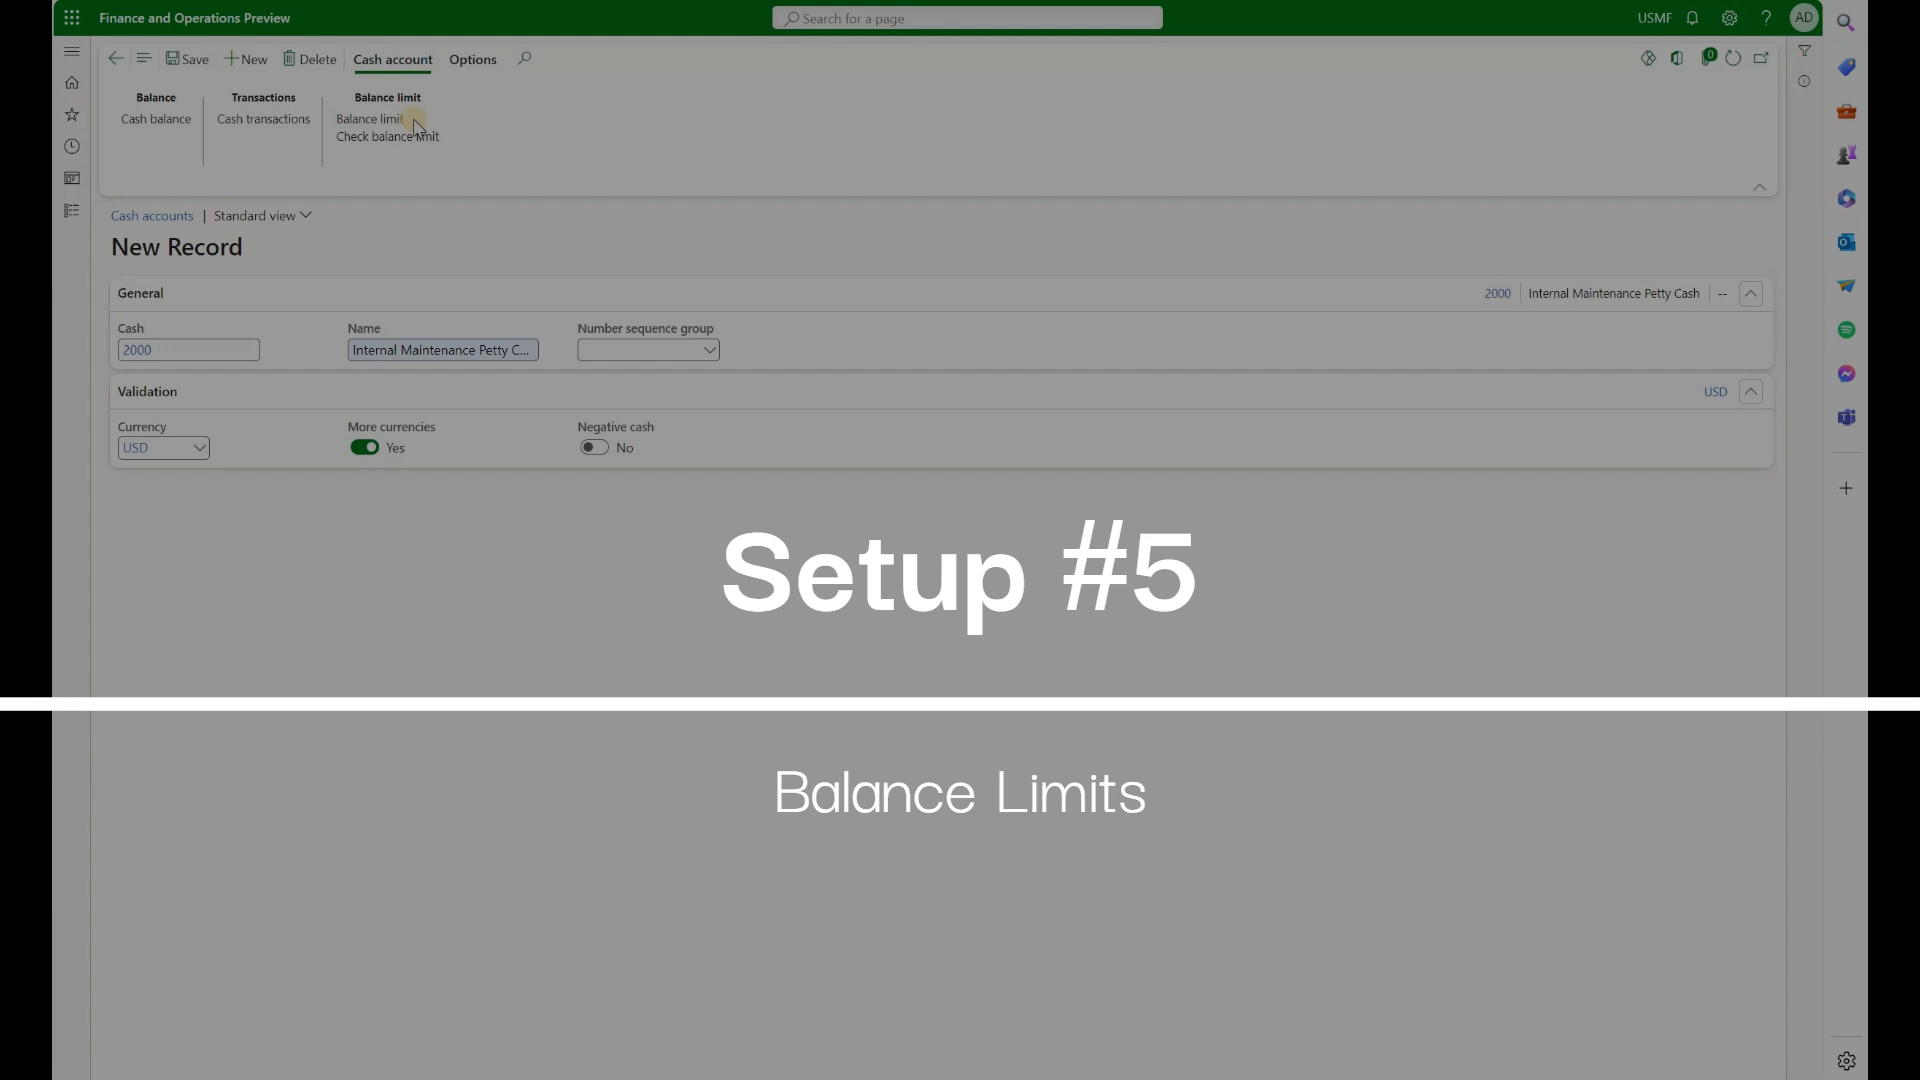 Finance and Operations Preview
Search for a page
USMF
AD
Save
New
Delete
Cash account
Options
0
Balance
Transactions
Balance limit
Cash balance
Cash transactions
Balance limit
Check balance limit
Cash accounts | Standard view
New Record
General
2000
Internal Maintenance Petty Cash
--
Cash
Name
Number sequence group
2000
Internal Maintenance Petty C...
Validation
USD
Currency
More currencies
Negative cash
USD
Yes
No
Setup #5
Balance Limits